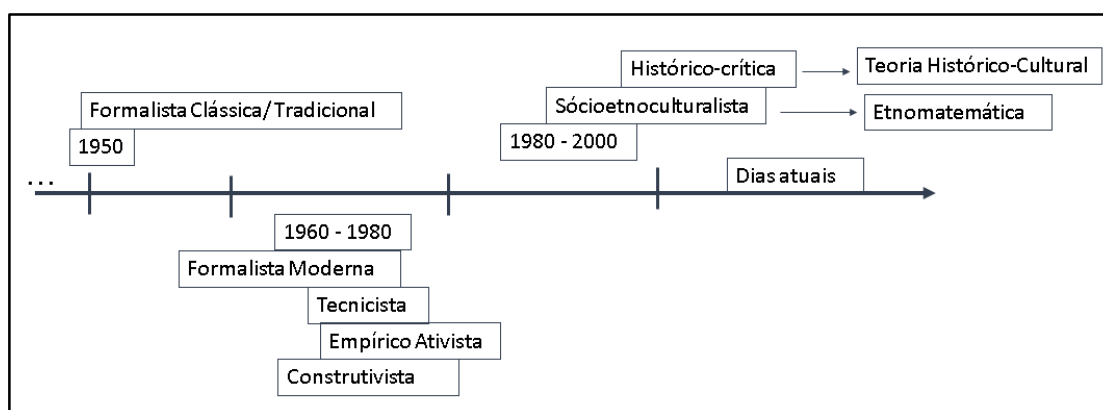 Histórico-crítica
Teoria Histórico-Cultural
Formalista Clássica/ Tradicional
Sócioetnoculturalista
Etnomatemática
1950
1980 - 2000
...
Dias atuais
1960 - 1980
Formalista Moderna
Tecnicista
Empírico Ativista
Construtivista